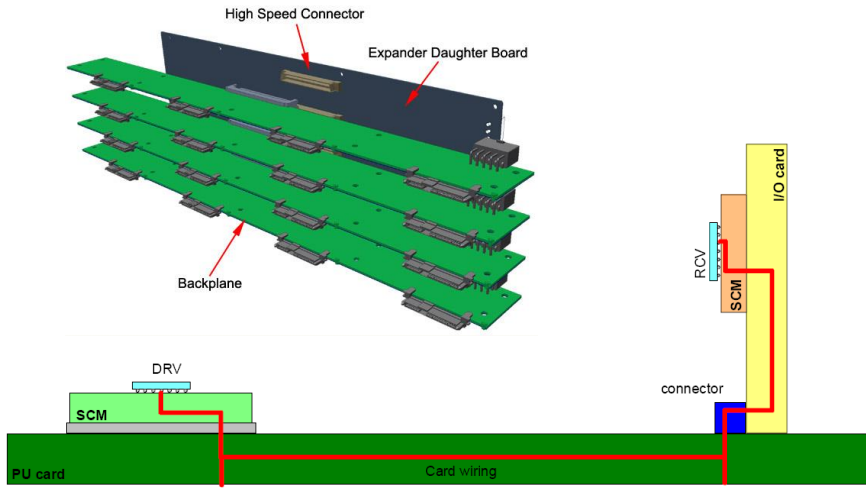 High Speed Connector
Expander Daughter Board
Backplane
I/O card
RCV
SCM
DRV
connector
SCM
PU card
Card wiring